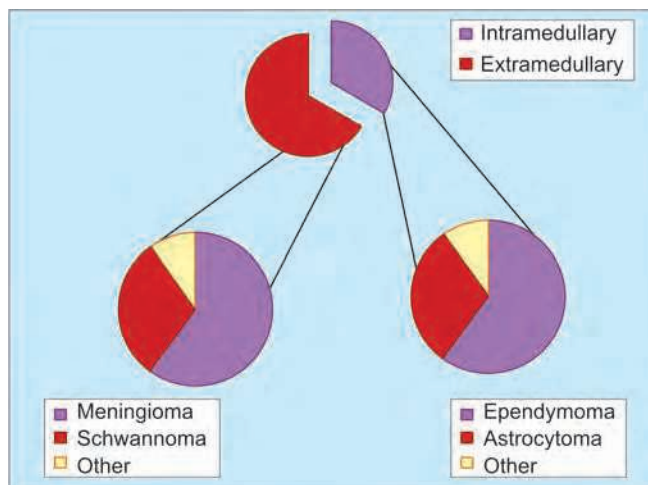 Intramedullary
Extramedullary
Meningioma
Schwannoma
Other
Ependymoma
Astrocytoma
Other